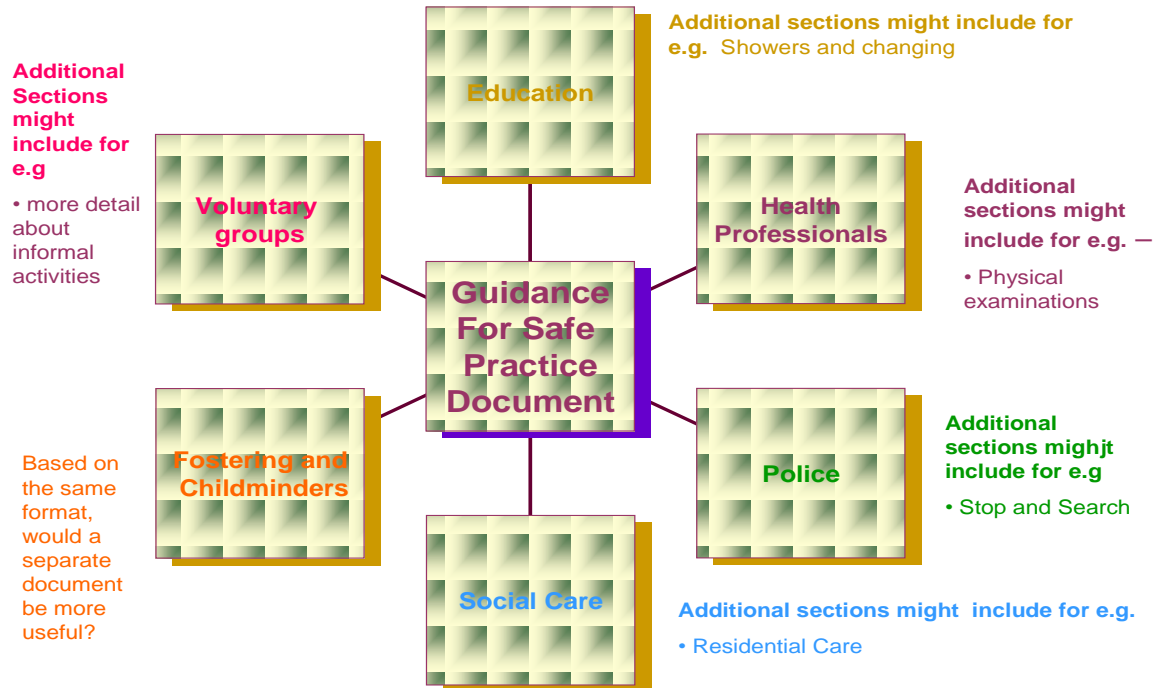 Additional sections might include for
e.g. Showers and changing
Education
Additional
Sections
might
include for
e.g
• more detail
about
informal
activities
Voluntary
groups
Health
Professionals
Additional
sections might
include for e.g. –
• Physical
examinations
Guidance
For Safe
Practice
Document
Based on
the same
format,
would a
separate
document
be more
useful?
Fostering and
Childminders
Police
Additional
sections mighjt
include for e.g
• Stop and Search
Social Care
Additional sections might include for e.g.
• Residential Care